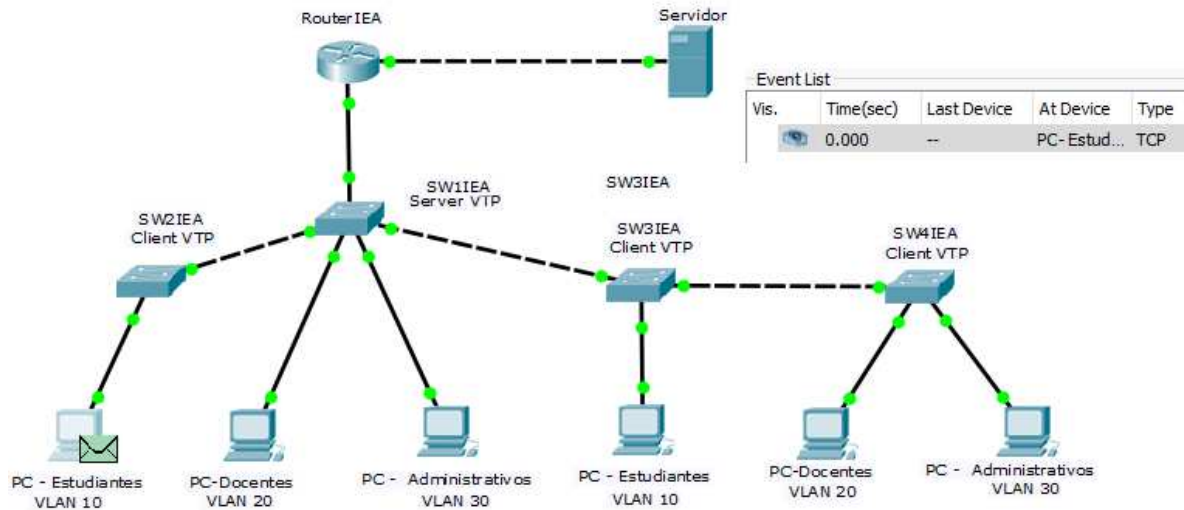 RouterIEA
Servidor
Event List
Vis. Time(sec) Last Device At Device Type
0.000 -- PC-Estud... TCP
SW1IEA
Server VTP
SW3IEA
SW2IEA
Client VTP
SW3IEA
Client VTP
SW4IEA
Client VTP
PC - Estudiantes
VLAN 10
PC-Docentes
VLAN 20
PC - Administrativos
VLAN 30
PC - Estudiantes
VLAN 10
PC-Docentes
VLAN 20
PC - Administrativos
VLAN 30